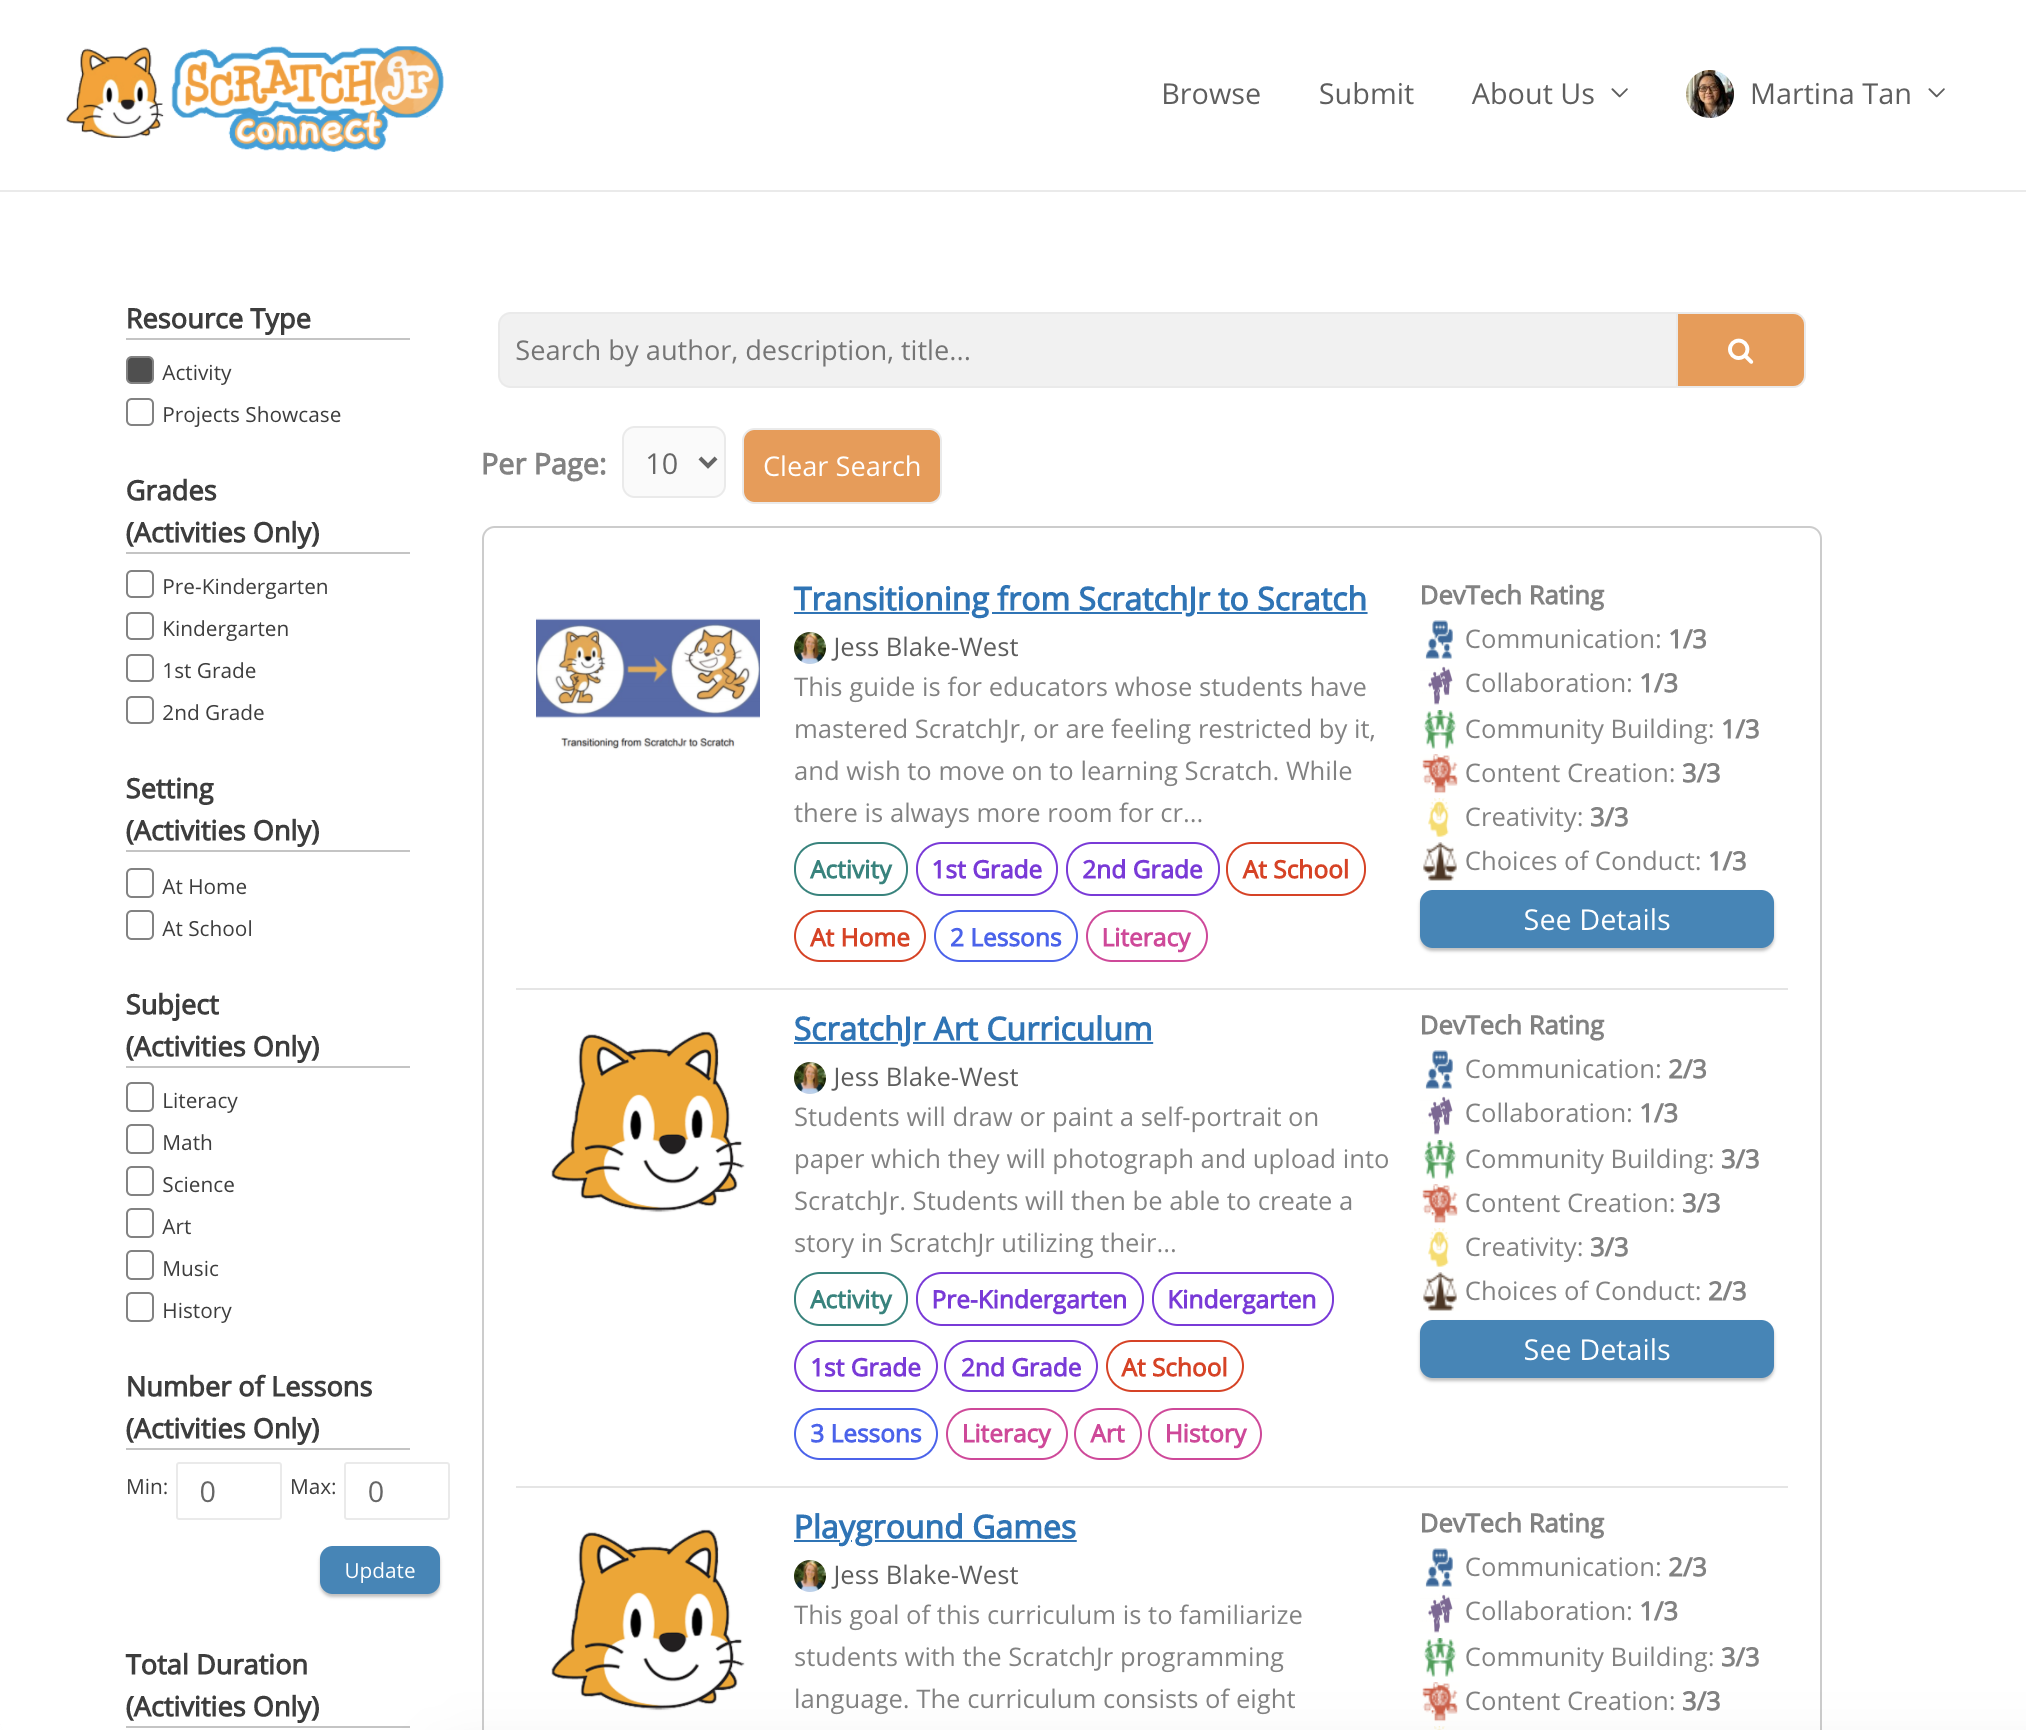 SCRATCH jr
connect
Browse
Submit
About Us
Martina Tan
Resource Type
Activity
Projects Showcase
Grades
(Activities Only)
Pre-Kindergarten
Kindergarten
1st Grade
2nd Grade
Setting
(Activities Only)
At Home
At School
Subject
(Activities Only)
Literacy
Math
Science
Art
Music
History
Number of Lessons
(Activities Only)
Min: 0 Max: 0
Update
Total Duration
(Activities Only)
Search by author, description, title...
Per Page: 10 Clear Search
Transitioning from ScratchJr to Scratch
Transitioning from ScratchJr to Scratch
Jess Blake-West
This guide is for educators whose students have
mastered ScratchJr, or are feeling restricted by it,
and wish to move on to learning Scratch. While
there is always more room for cr...
Activity 1st Grade 2nd Grade At School
At Home 2 Lessons Literacy
DevTech Rating
Communication: 1/3
Collaboration: 1/3
Community Building: 1/3
Content Creation: 3/3
Creativity: 3/3
Choices of Conduct: 1/3
See Details
ScratchJr Art Curriculum
Jess Blake-West
Students will draw or paint a self-portrait on
paper which they will photograph and upload into
ScratchJr. Students will then be able to create a
story in ScratchJr utilizing their...
Activity Pre-Kindergarten Kindergarten
1st Grade 2nd Grade At School
3 Lessons Literacy Art History
DevTech Rating
Communication: 2/3
Collaboration: 1/3
Community Building: 3/3
Content Creation: 3/3
Creativity: 3/3
Choices of Conduct: 2/3
See Details
Playground Games
Jess Blake-West
This goal of this curriculum is to familiarize
students with the ScratchJr programming
language. The curriculum consists of eight
DevTech Rating
Communication: 2/3
Collaboration: 1/3
Community Building: 3/3
Content Creation: 3/3